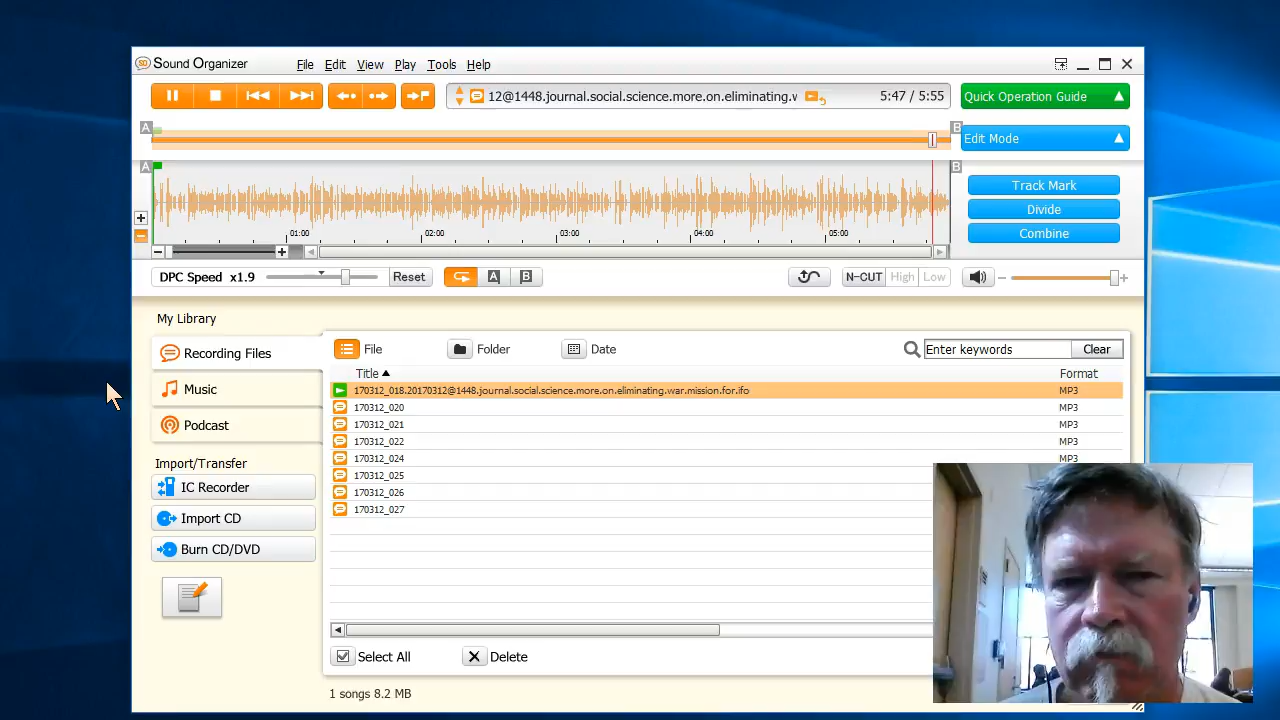 Sound Organizer File Edit View Play Tools Help
12@1448.journal.social.science.more.on.eliminating.v 5:47 / 5:55 Quick Operation Guide
A B Edit Mode
A B
Track Mark
Divide
Combine
01:00 02:00 03:00 04:00 05:00
DPC Speed x1.9 Reset A B N-CUT High Low
My Library
Recording Files
Music
Podcast
Import/Transfer
IC Recorder
Import CD
Burn CD/DVD
File Folder Date Enter keywords Clear
Title Format
170312_018.20170312@1448.journal.social.science.more.on.eliminating.war.mission.for.ifo MP3
170312_020 MP3
170312_021 MP3
170312_022 MP3
170312_024 MP3
170312_025
170312_026
170312_027
Select All Delete
1 songs 8.2 MB